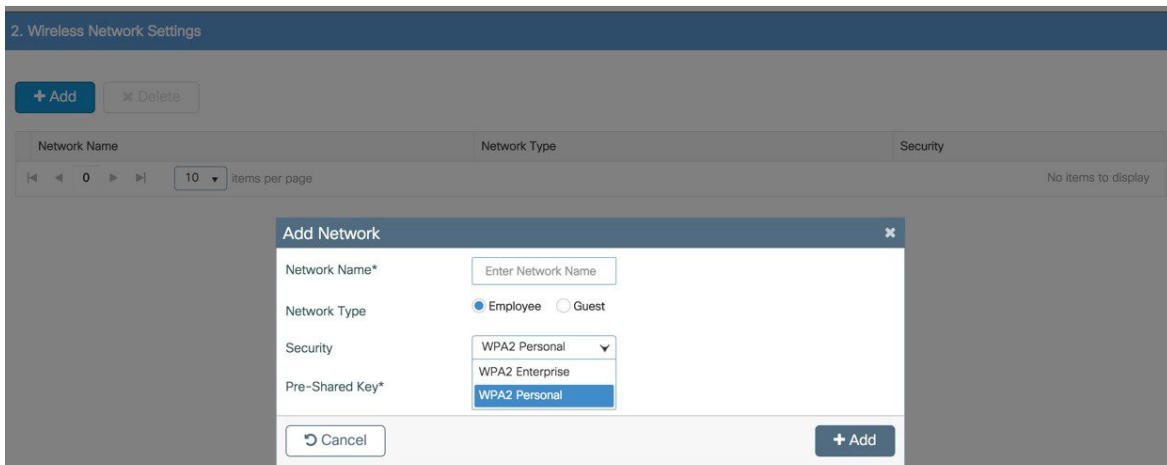 2. Wireless Network Settings
+ Add
✖ Delete
Network Name Network Type Security
0 10 items per page No items to display
Add Network
Network Name* Enter Network Name
Network Type Employee Guest
Security WPA2 Personal
WPA2 Enterprise
Pre-Shared Key* WPA2 Personal
Cancel + Add